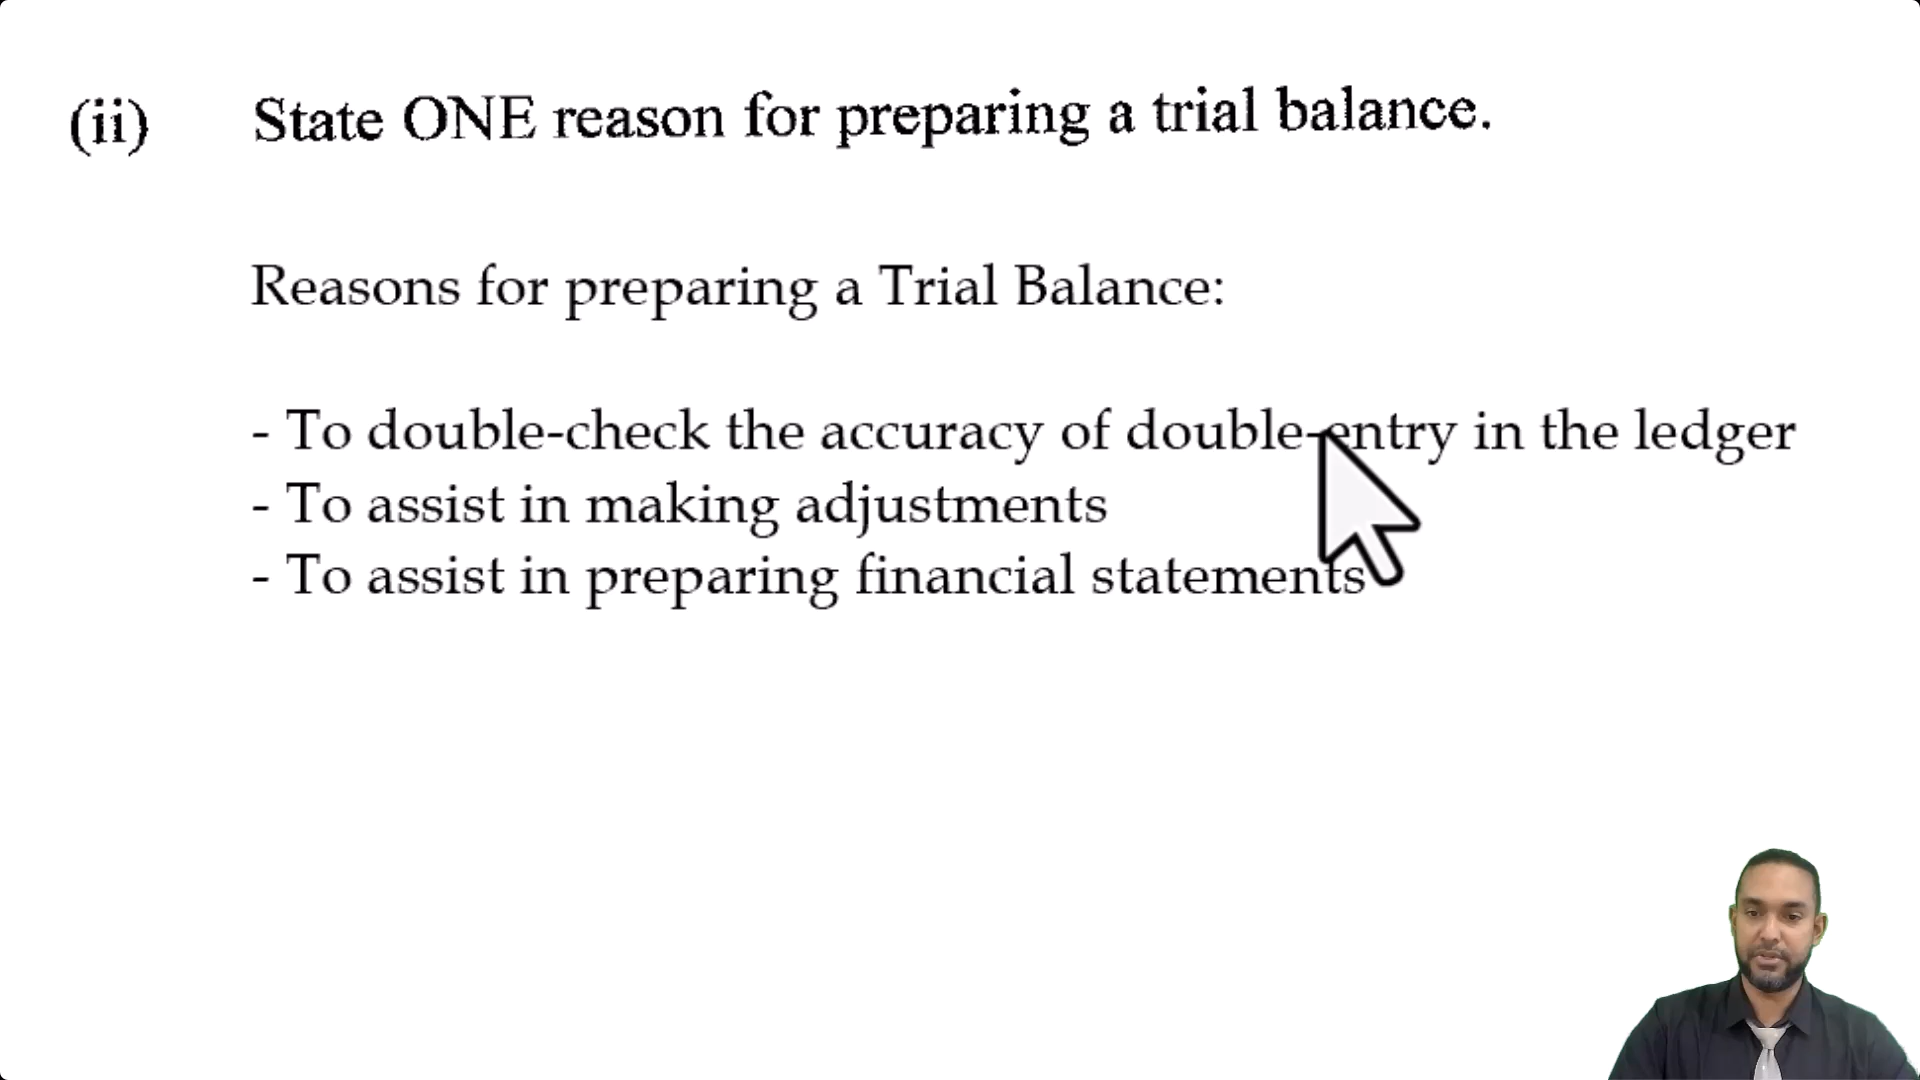 (ii) State ONE reason for preparing a trial balance.
Reasons for preparing a Trial Balance:
- To double-check the accuracy of double-entry in the ledger
- To assist in making adjustments
- To assist in preparing financial statements